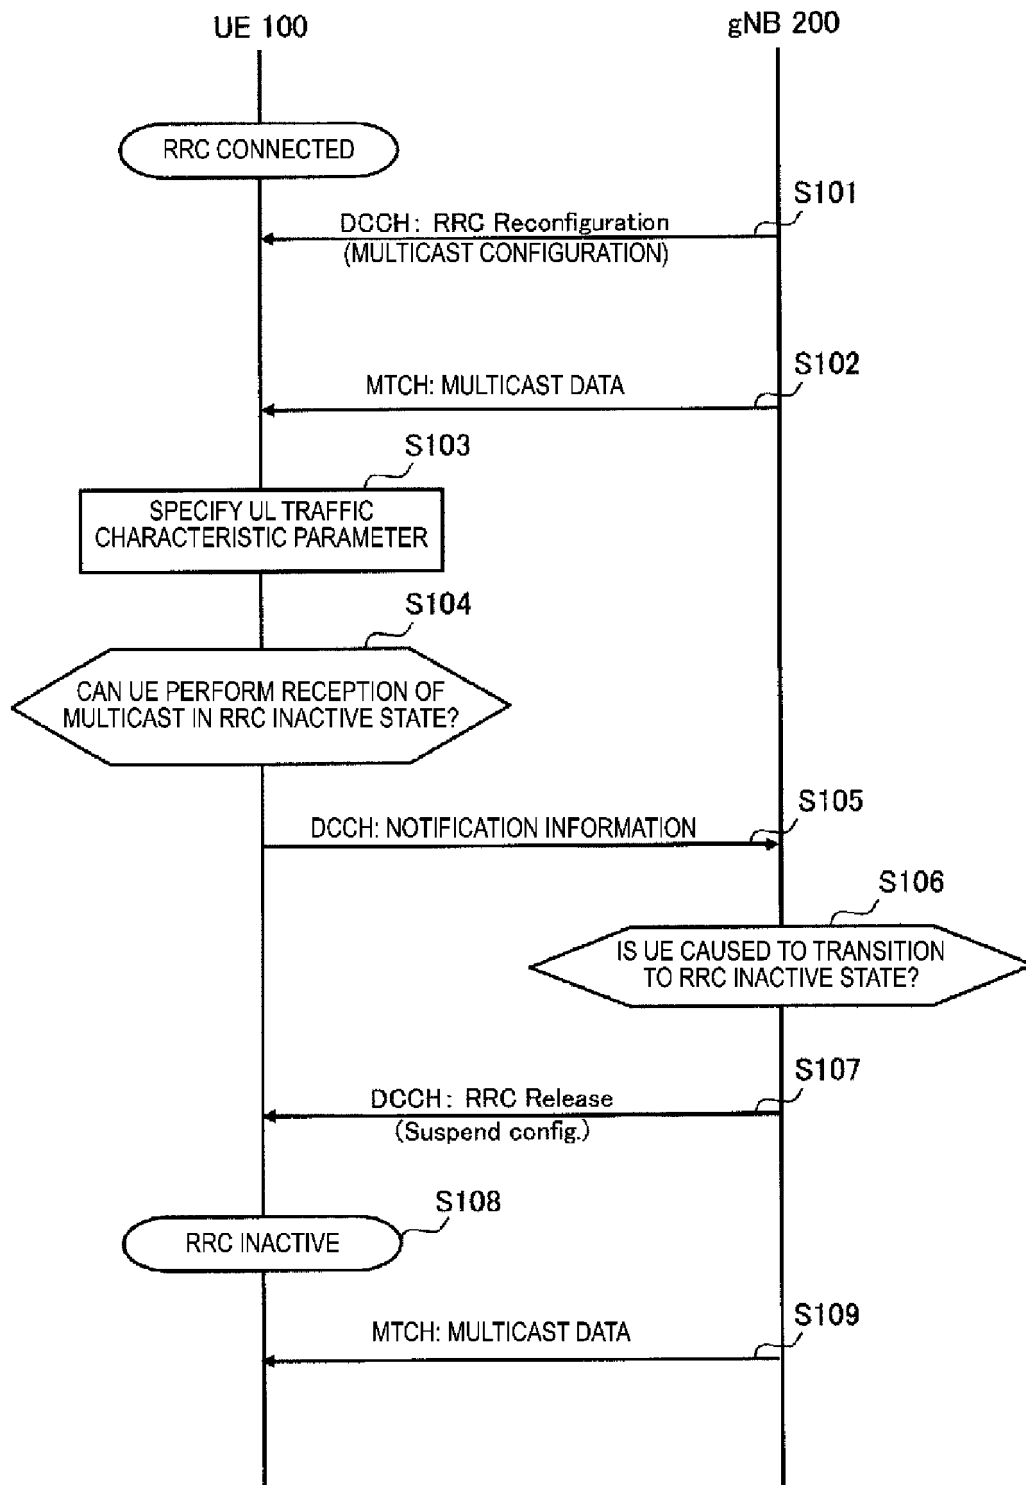 UE 100
gNB 200
RRC CONNECTED
S101
DCCH: RRC Reconfiguration
(MULTICAST CONFIGURATION)
S102
MTCH: MULTICAST DATA
S103
SPECIFY UL TRAFFIC
CHARACTERISTIC PARAMETER
S104
CAN UE PERFORM RECEPTION OF
MULTICAST IN RRC INACTIVE STATE?
S105
DCCH: NOTIFICATION INFORMATION
S106
IS UE CAUSED TO TRANSITION
TO RRC INACTIVE STATE?
S107
DCCH: RRC Release
(Suspend config.)
S108
RRC INACTIVE
S109
MTCH: MULTICAST DATA